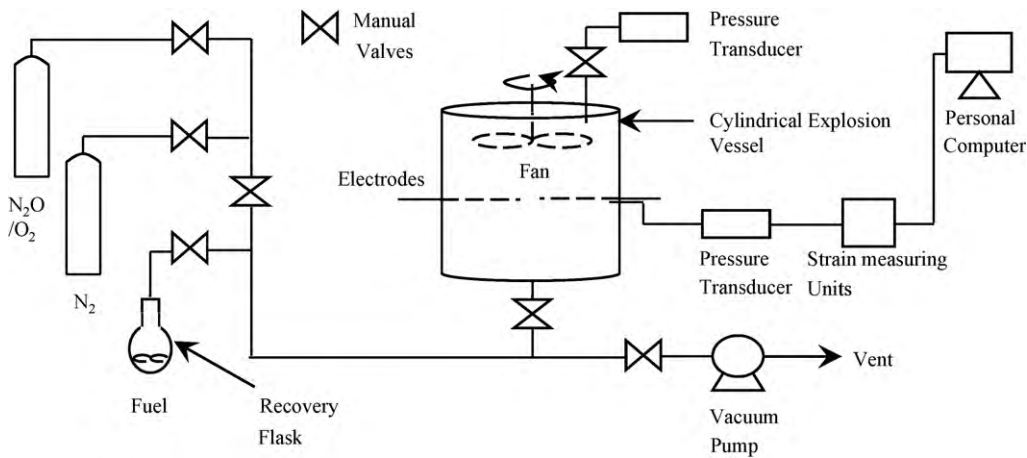 Manual
Valves
Pressure
Transducer
Personal
Computer
Cylindrical Explosion
Vessel
Fan
Electrodes
N₂O
/O₂
N₂
Pressure
Transducer
Strain measuring
Units
Fuel
Recovery
Flask
Vacuum
Pump
Vent